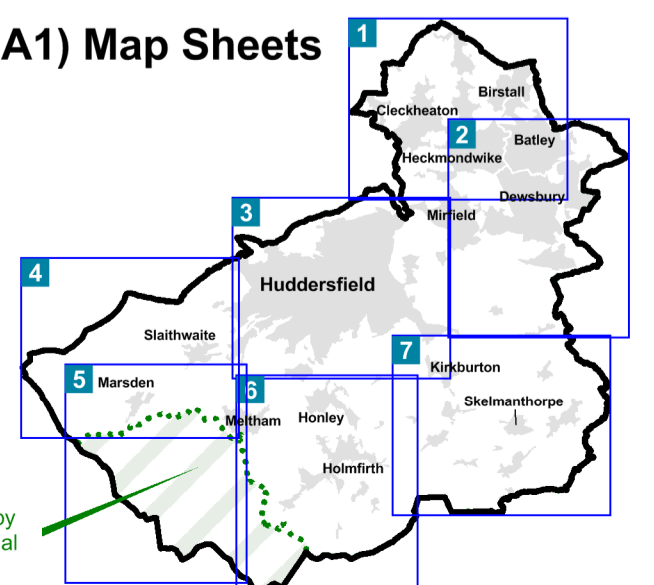 A1) Map Sheets
1
Birstall
Cleckheaton
2
Batley
Heckmondwike
Dewsbury
3
Mirfield
4
Huddersfield
Slaithwaite
7
5
Marsden
Kirkburton
6
Skelmanthorpe
Meltham
Honley
Holmfirth
by
al